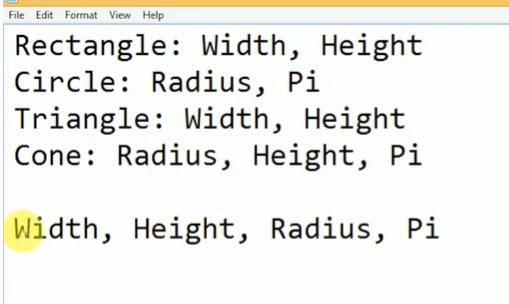 File Edit Format View Help
Rectangle: Width, Height
Circle: Radius, Pi
Triangle: Width, Height
Cone: Radius, Height, Pi
Width, Height, Radius, Pi